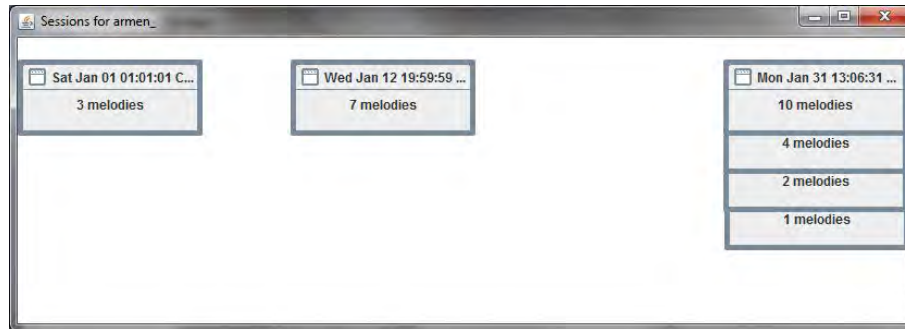 Sessions for armen_
Sat Jan 01 01:01:01 C...
3 melodies
Wed Jan 12 19:59:59 ...
7 melodies
Mon Jan 31 13:06:31 ...
10 melodies
4 melodies
2 melodies
1 melodies